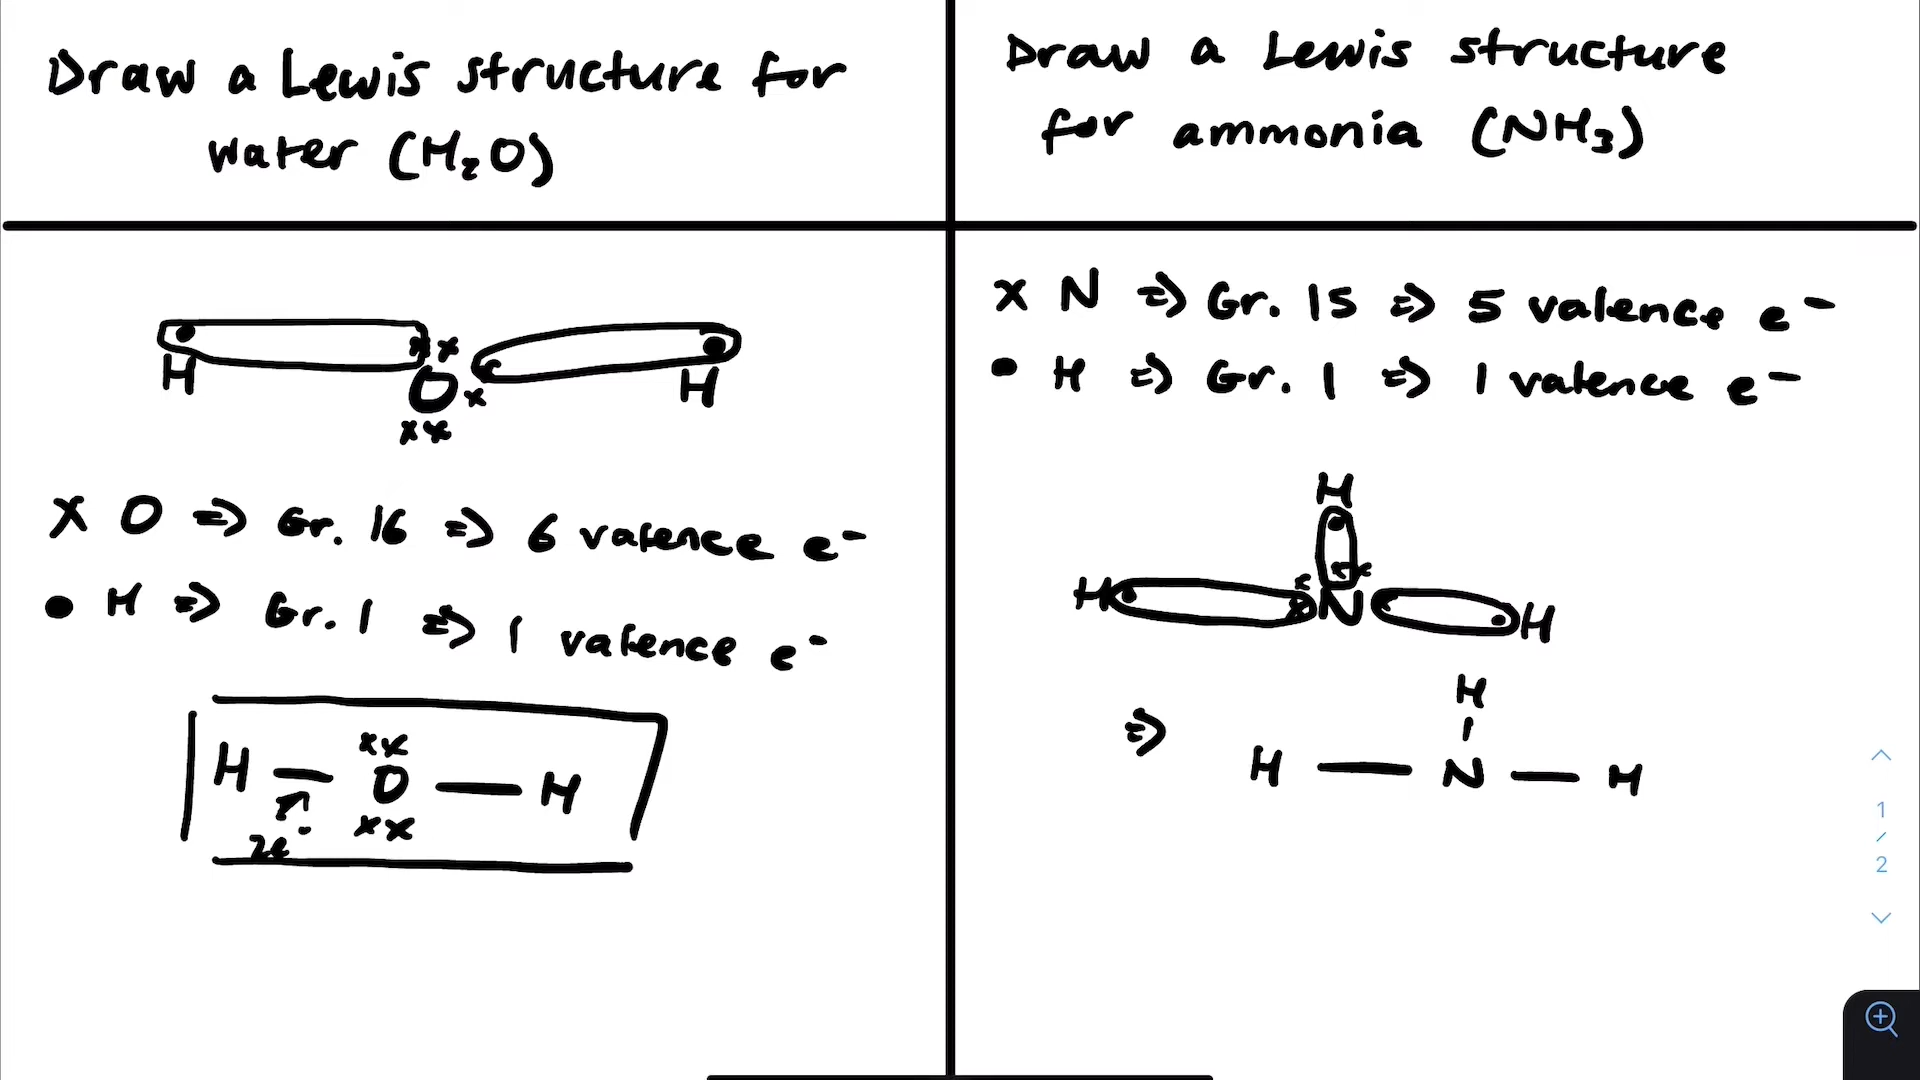 Draw a Lewis structure for
water (H₂O)
H O H
x O => Gr. 16 => 6 valence e⁻
• H => Gr. 1 => 1 valence e⁻
H — O — H
2e⁻
Draw a Lewis structure
for ammonia (NH₃)
x N => Gr. 15 => 5 valence e⁻
• H => Gr. 1 => 1 valence e⁻
H
H N H
H
=> H — N — H
1
/
2